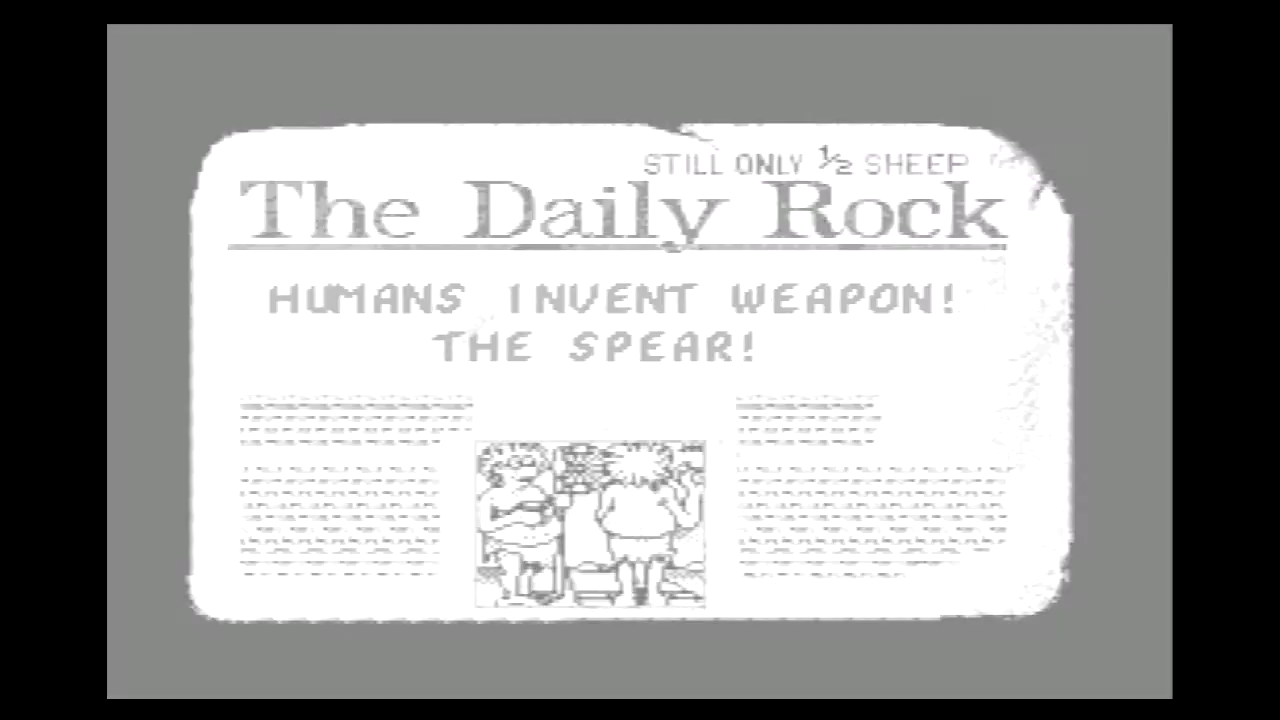 STILL ONLY ½ SHEEP
The Daily Rock
HUMANS INVENT WEAPON!
THE SPEAR!